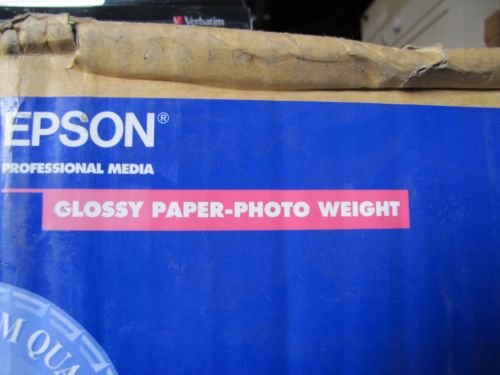 Verbatim
EPSON®
PROFESSIONAL MEDIA
GLOSSY PAPER-PHOTO WEIGHT